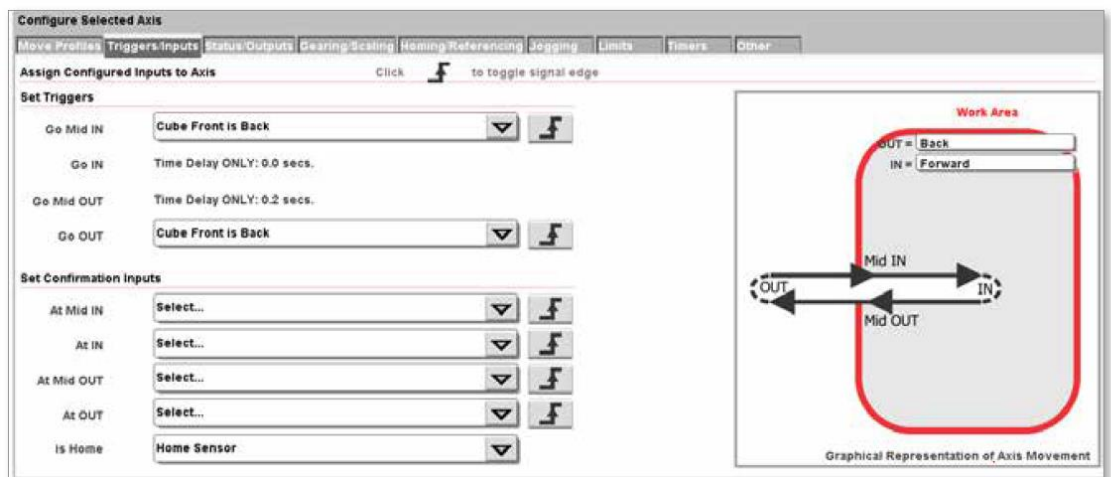 Configure Selected Axis
Move Profiles Triggers/Inputs Status/Outputs Gearing/Scaling Homing/Referencing Jogging Limits Timers Other
Assign Configured Inputs to Axis Click to toggle signal edge
Set Triggers
Go Mid IN Cube Front is Back
Go IN Time Delay ONLY: 0.0 secs.
Go Mid OUT Time Delay ONLY: 0.2 secs.
Go OUT Cube Front is Back
Set Confirmation Inputs
At Mid IN Select...
At IN Select...
At Mid OUT Select...
At OUT Select...
Is Home Home Sensor
Work Area
OUT = Back
IN = Forward
Mid IN
OUT IN
Mid OUT
Graphical Representation of Axis Movement